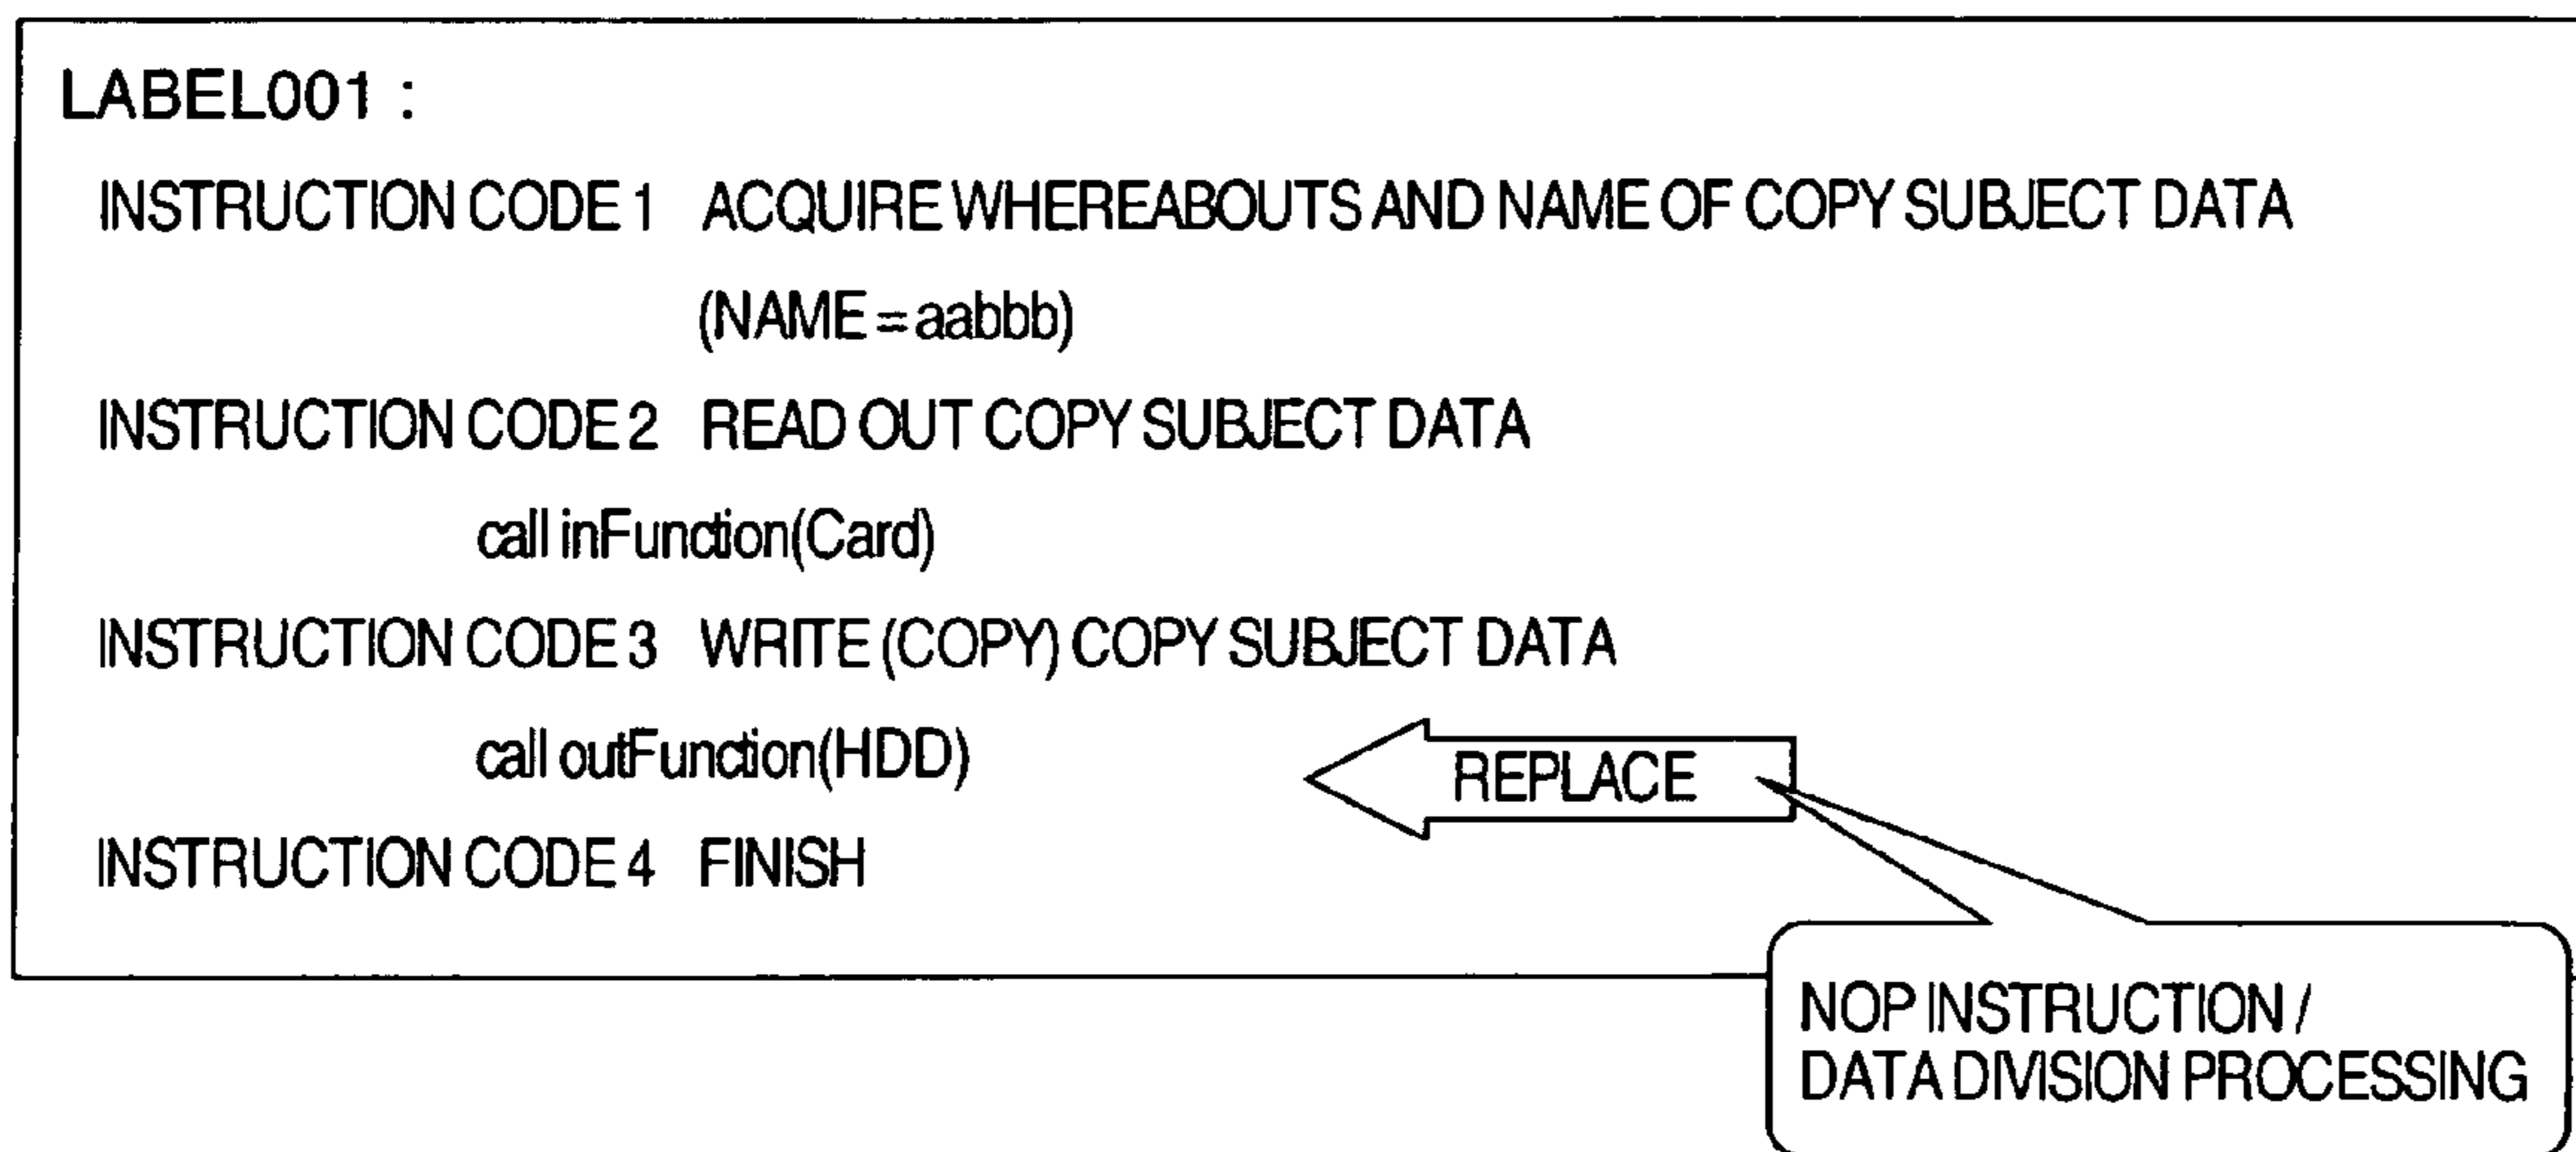 LABEL001 :
INSTRUCTION CODE 1 ACQUIRE WHEREABOUTS AND NAME OF COPY SUBJECT DATA
(NAME = aabbb)
INSTRUCTION CODE 2 READ OUT COPY SUBJECT DATA
call inFunction(Card)
INSTRUCTION CODE 3 WRITE (COPY) COPY SUBJECT DATA
call outFunction(HDD)
REPLACE
INSTRUCTION CODE 4 FINISH
NOP INSTRUCTION /
DATA DIVISION PROCESSING